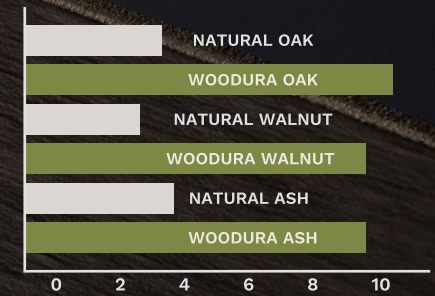 NATURAL OAK
WOODURA OAK
NATURAL WALNUT
WOODURA WALNUT
NATURAL ASH
WOODURA ASH
0 2 4 6 8 10